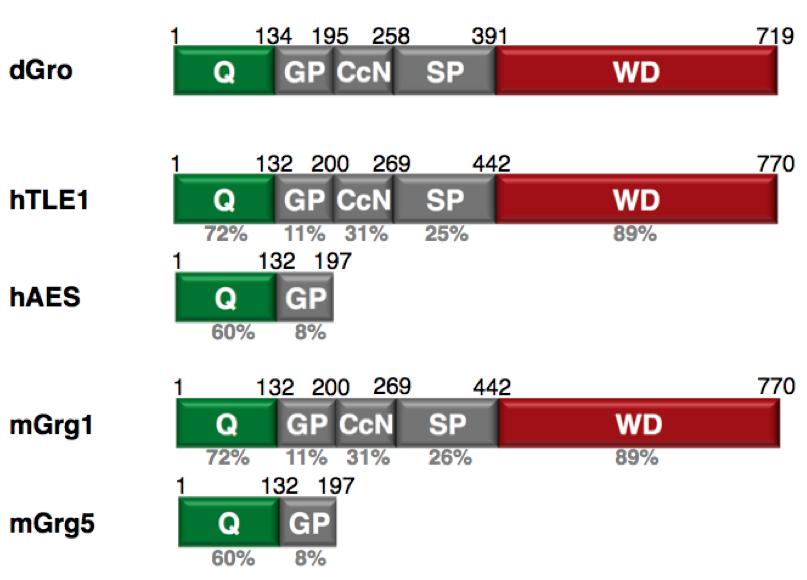 1 134 195 258 391 719
dGro Q GP CcN SP WD
1 132 200 269 442 770
hTLE1 Q GP CcN SP WD
72% 11% 31% 25% 89%
1 132 197
hAES Q GP
60% 8%
1 132 200 269 442 770
mGrg1 Q GP CcN SP WD
72% 11% 31% 26% 89%
1 132 197
mGrg5 Q GP
60% 8%